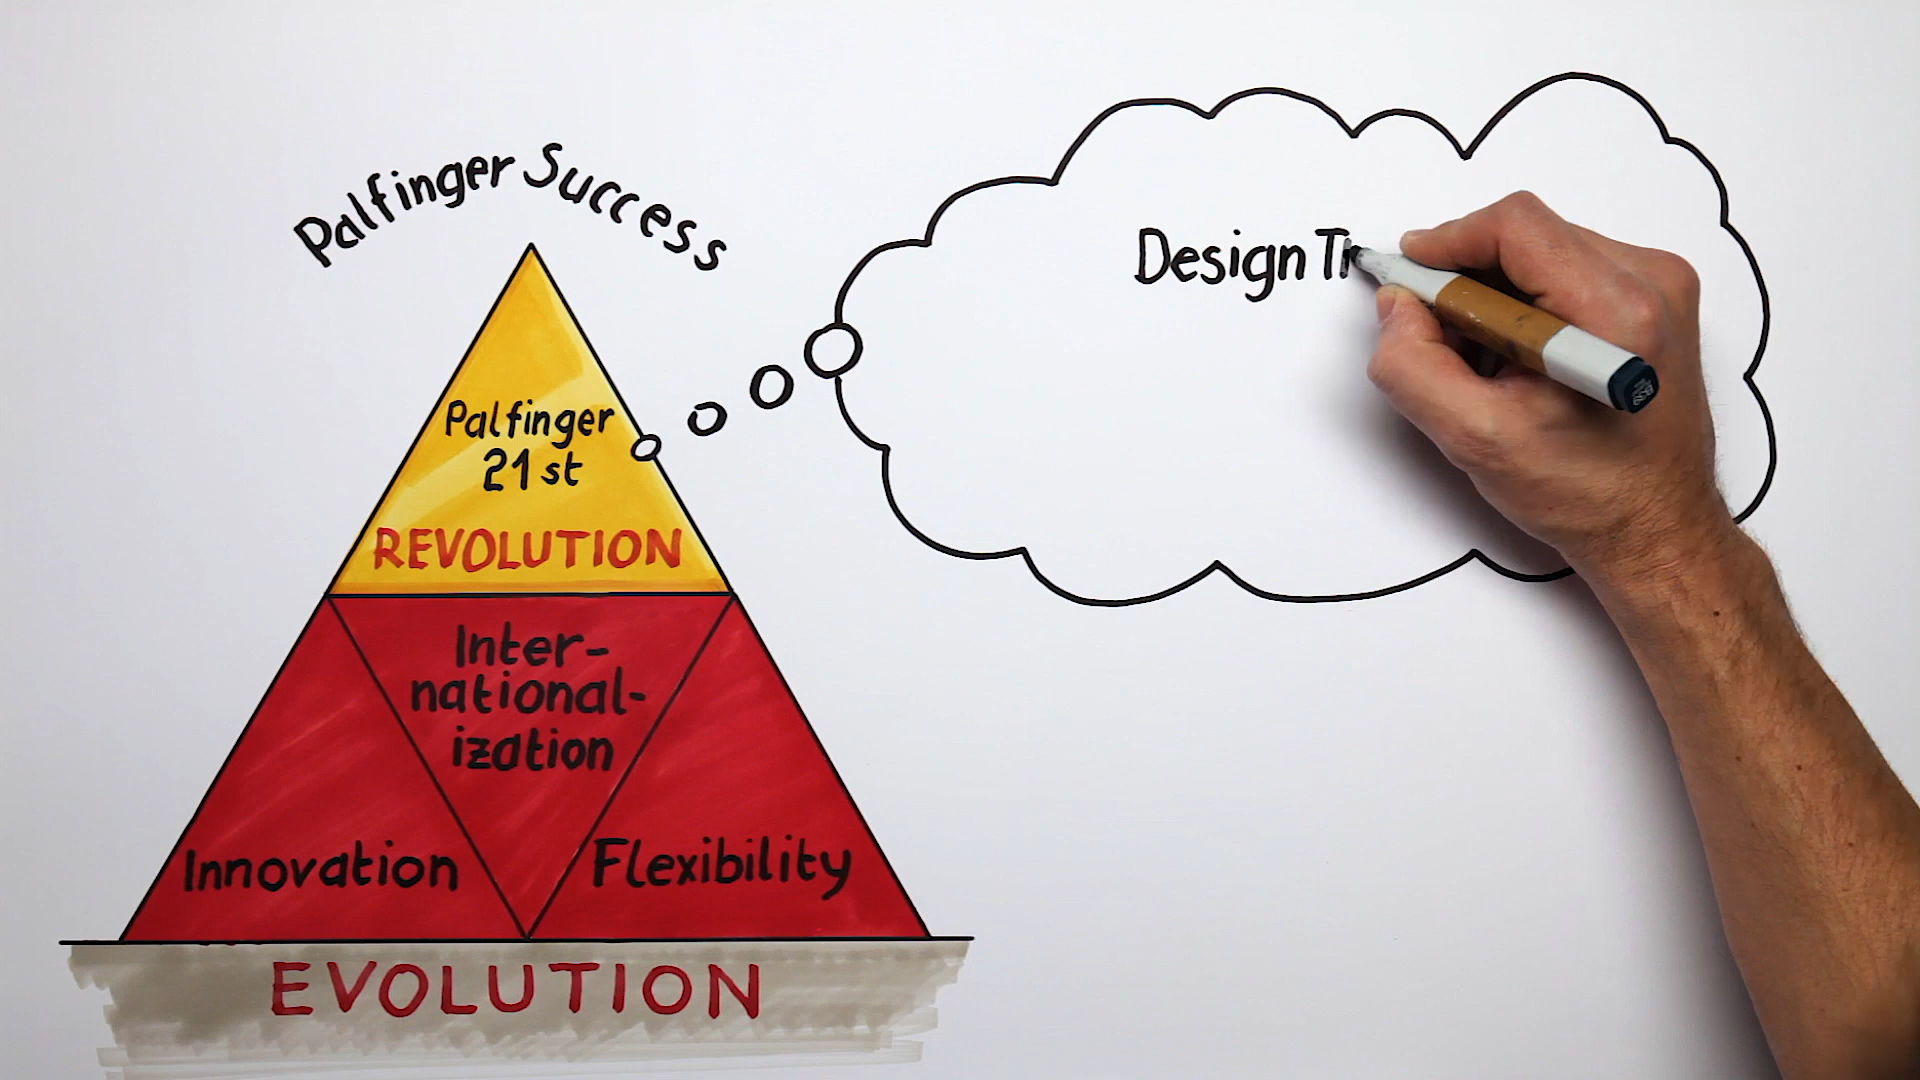 Palfinger Success
Design
Palfinger
21st
REVOLUTION
Inter-
national-
ization
Innovation
Flexibility
EVOLUTION